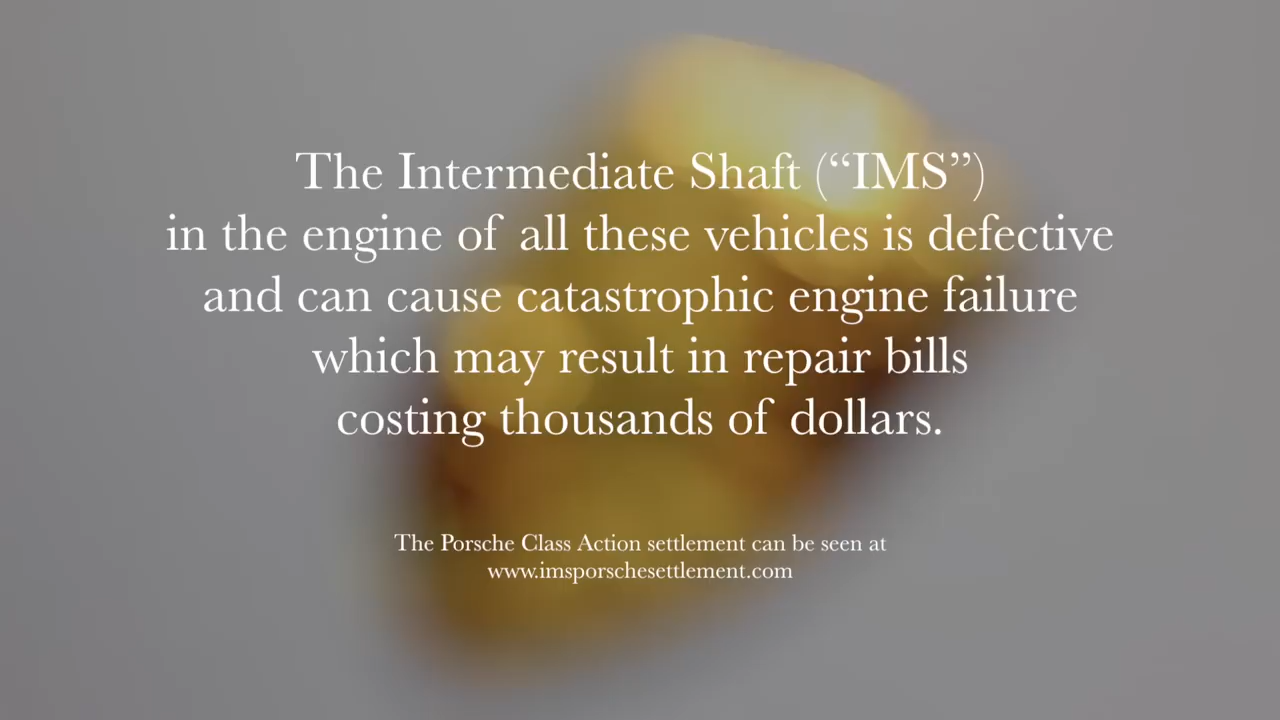 The Intermediate Shaft (“IMS”)
in the engine of all these vehicles is defective
and can cause catastrophic engine failure
which may result in repair bills
costing thousands of dollars.
The Porsche Class Action settlement can be seen at
www.imsporschesettlement.com